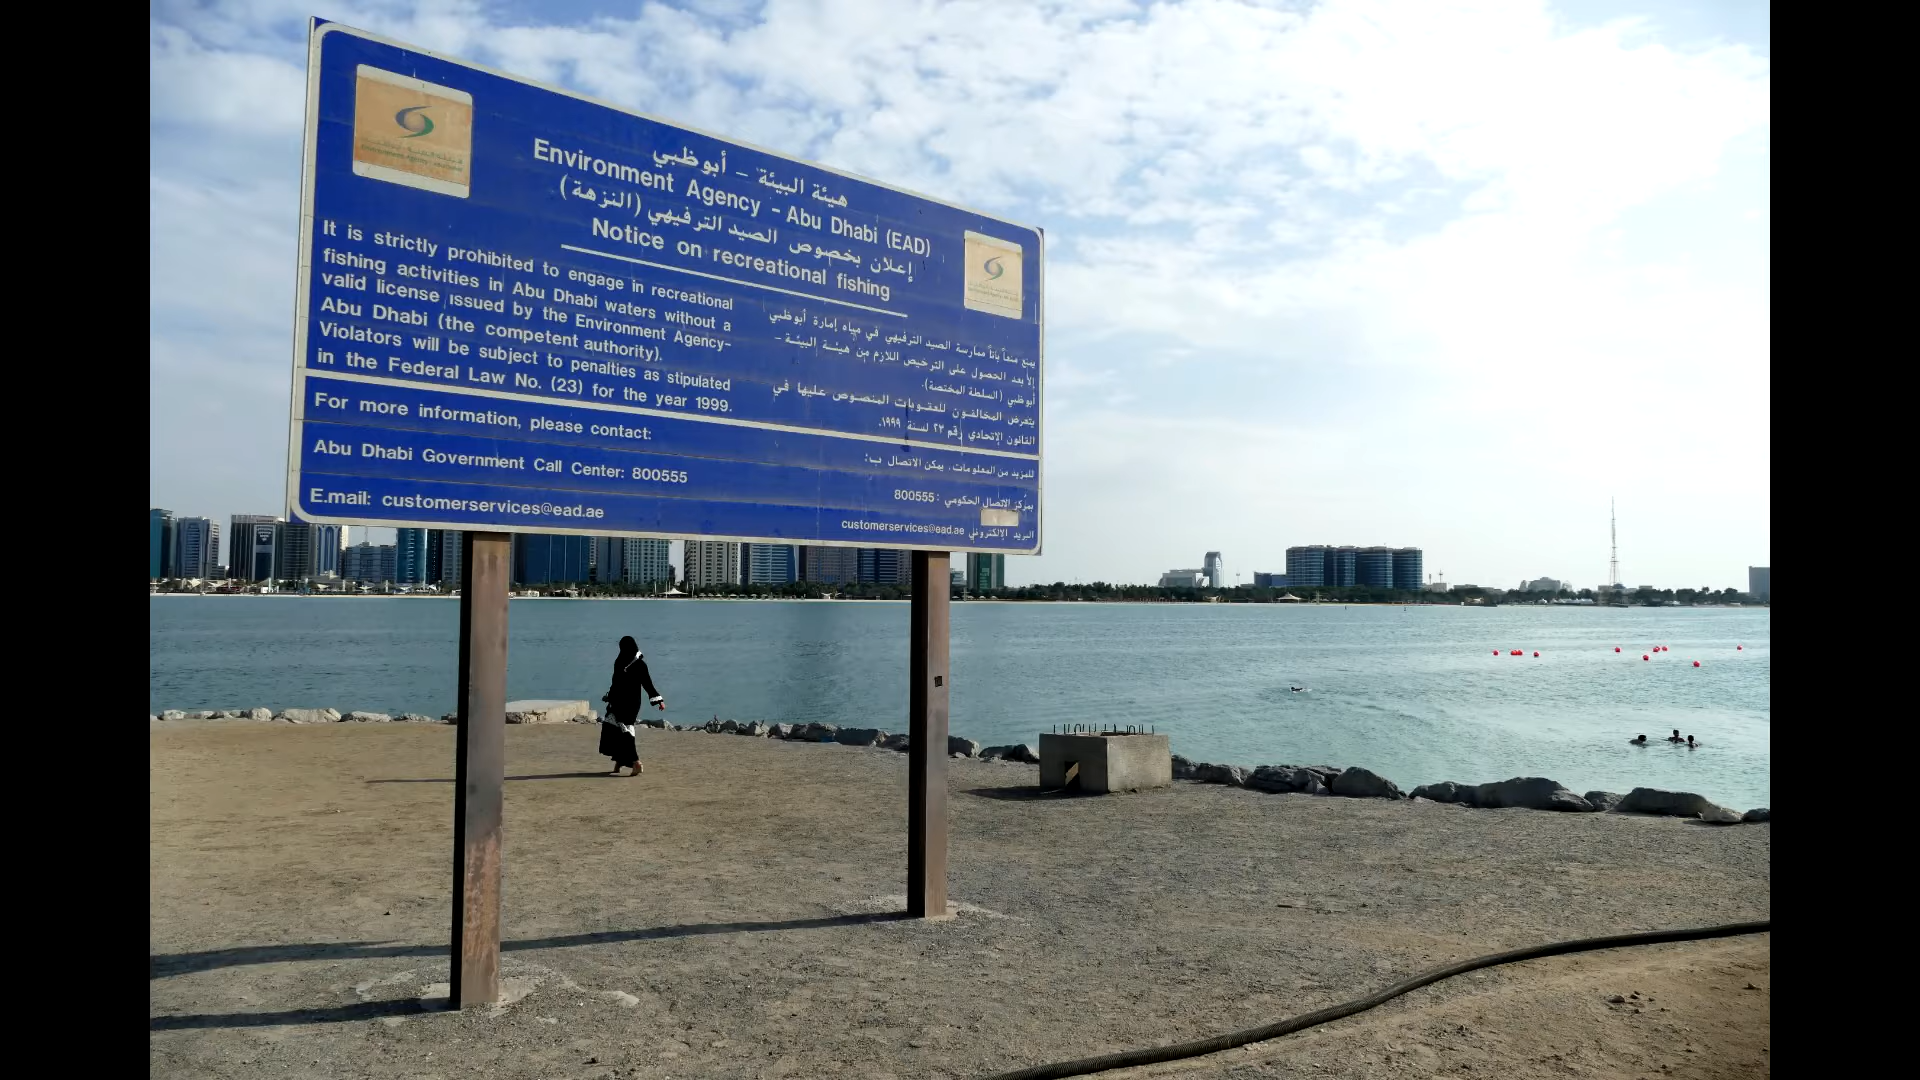 هيئة البيئة - أبوظبي
Environment Agency - Abu Dhabi (EAD)
إعلان بخصوص الصيد الترفيهي (النزهة)
Notice on recreational fishing
It is strictly prohibited to engage in recreational
fishing activities in Abu Dhabi waters without a
valid license issued by the Environment Agency-
Abu Dhabi (the competent authority).
Violators will be subject to penalties as stipulated
in the Federal Law No. (23) for the year 1999.
يمنع منعاً باتاً ممارسة الصيد الترفيهي في مياه إمارة أبوظبي
إلا بعد الحصول على الترخيص اللازم من هيئة البيئة -
أبوظبي (السلطة المختصة).
يتعرض المخالفون للعقوبات المنصوص عليها في
القانون الإتحادي رقم ٢٣ لسنة ١٩٩٩.
For more information, please contact:
Abu Dhabi Government Call Center: 800555
E.mail: customerservices@ead.ae
للمزيد من المعلومات، يمكن الاتصال ب:
بمركز الإتصال الحكومي: 800555
البريد الإلكتروني customerservices@ead.ae